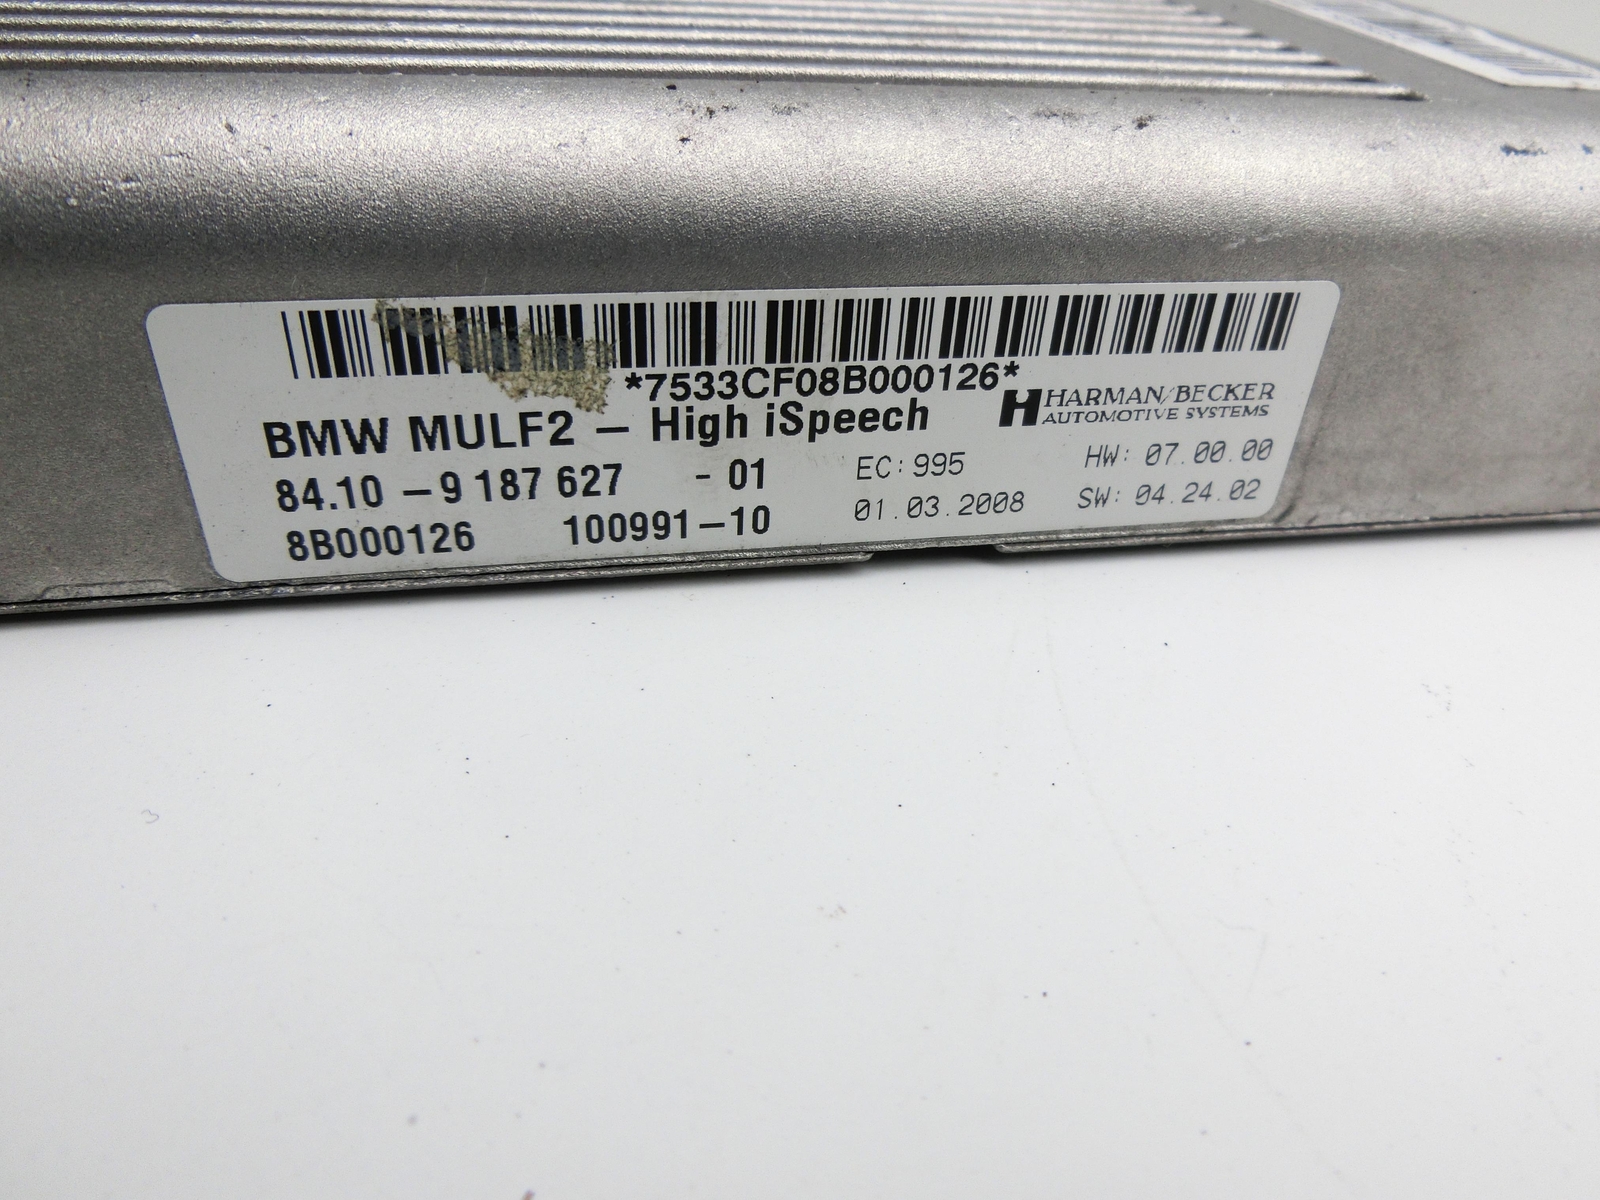 *7533CF08B000126*
BMW MULF2 – High iSpeech
HARMAN/BECKER
AUTOMOTIVE SYSTEMS
84.10 – 9 187 627 - 01
EC: 995
HW: 07.00.00
8B000126 100991–10
01.03.2008
SW: 04.24.02